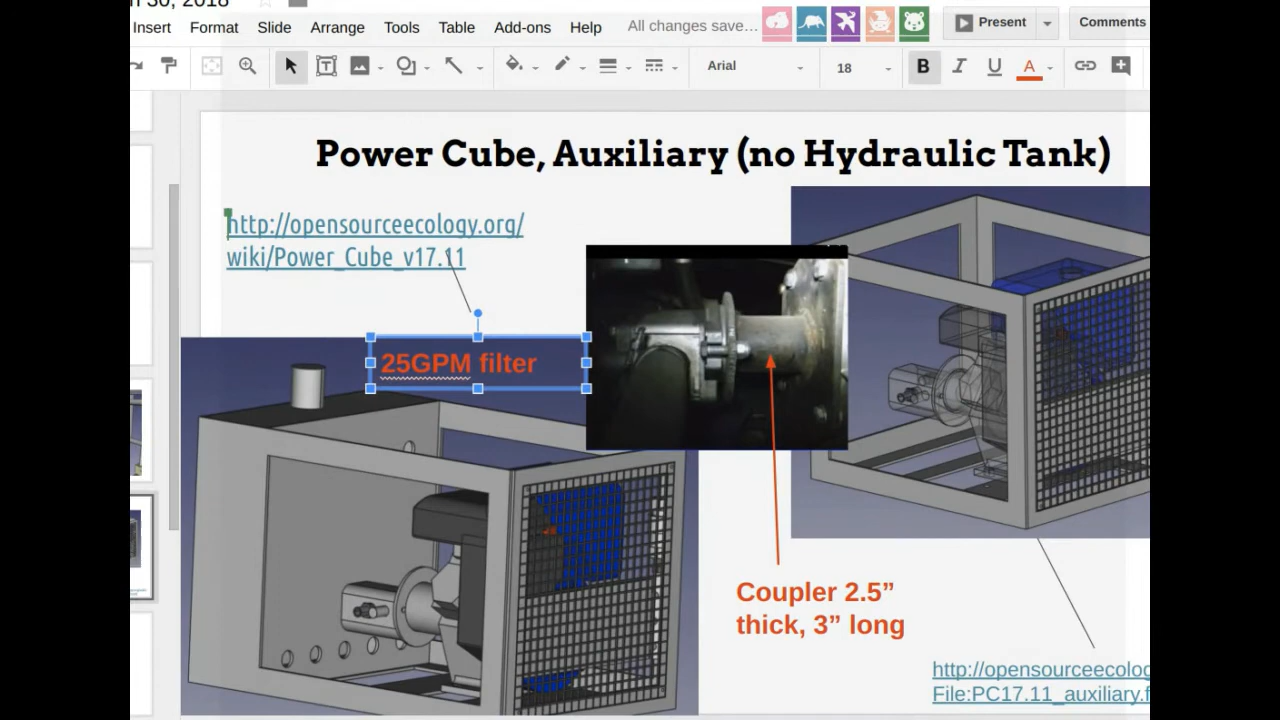 n 30, 2018
Insert Format Slide Arrange Tools Table Add-ons Help All changes save... Present Comments
Arial 18 B I U A
Power Cube, Auxiliary (no Hydraulic Tank)
http://opensourceecology.org/
wiki/Power_Cube_v17.11
25GPM filter
Coupler 2.5”
thick, 3” long
http://opensourceecolog
File:PC17.11_auxiliary.f